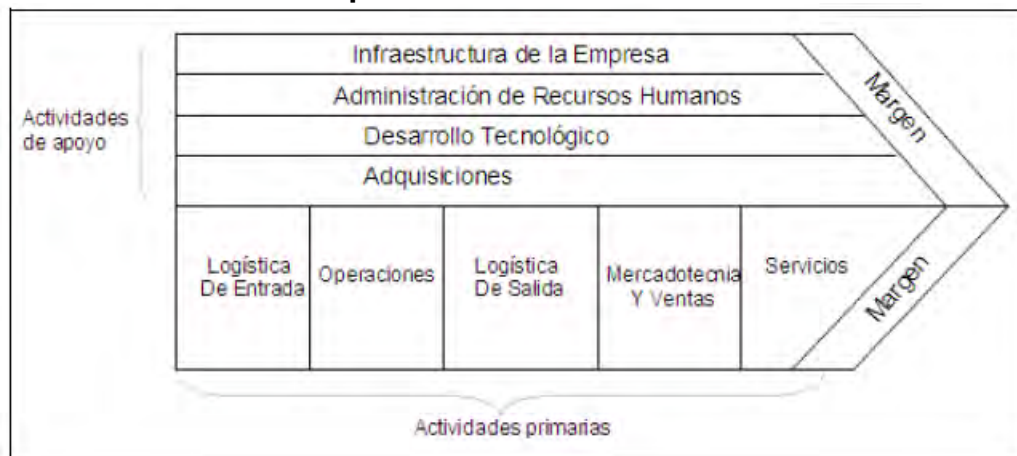 Infraestructura de la Empresa
Administración de Recursos Humanos
Desarrollo Tecnológico
Adquisiciones
Actividades
de apoyo
Margen
Logística
De Entrada
Operaciones
Logística
De Salida
Mercadotecnia
Y Ventas
Servicios
Margen
Actividades primarias